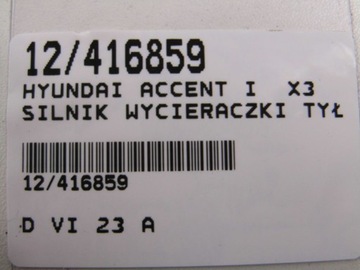 12/416859
HYUNDAI ACCENT I X3
SILNIK WYCIERACZKI TYŁ
12/416859
D VI 23 A